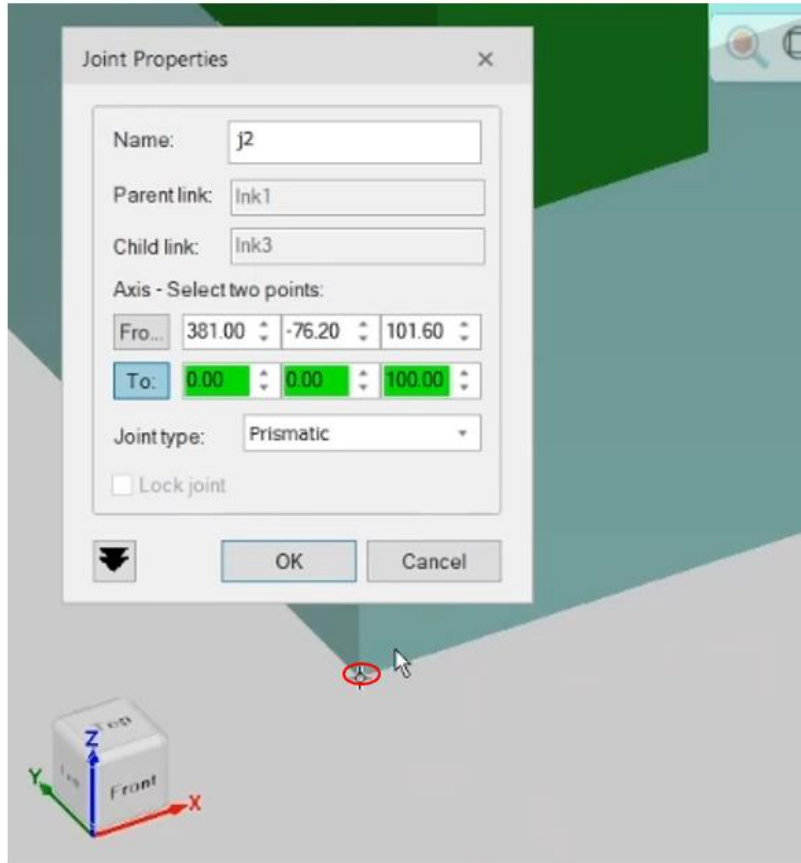 Joint Properties
Name: j2
Parent link: lnk1
Child link: lnk3
Axis - Select two points:
Fro... 381.00 -76.20 101.60
To: 0.00 0.00 100.00
Joint type: Prismatic
Lock joint
OK Cancel
Top
Z
Y Front X